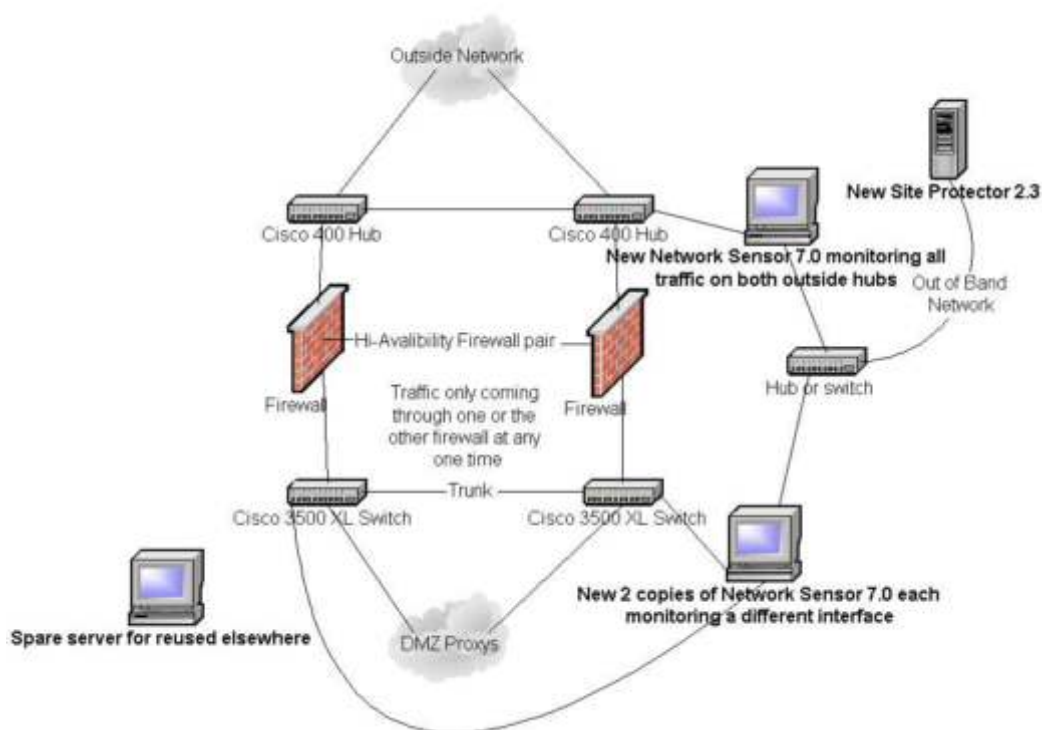 Outside Network
New Site Protector 2.3
Cisco 400 Hub
Cisco 400 Hub
New Network Sensor 7.0 monitoring all
traffic on both outside hubs
Out of Band
Network
Hi-Avalibility Firewall pair
Hub or switch
Firewall
Firewall
Traffic only coming
through one or the
other firewall at any
one time
Trunk
Cisco 3500 XL Switch
Cisco 3500 XL Switch
New 2 copies of Network Sensor 7.0 each
monitoring a different interface
Spare server for reused elsewhere
DMZ Proxys